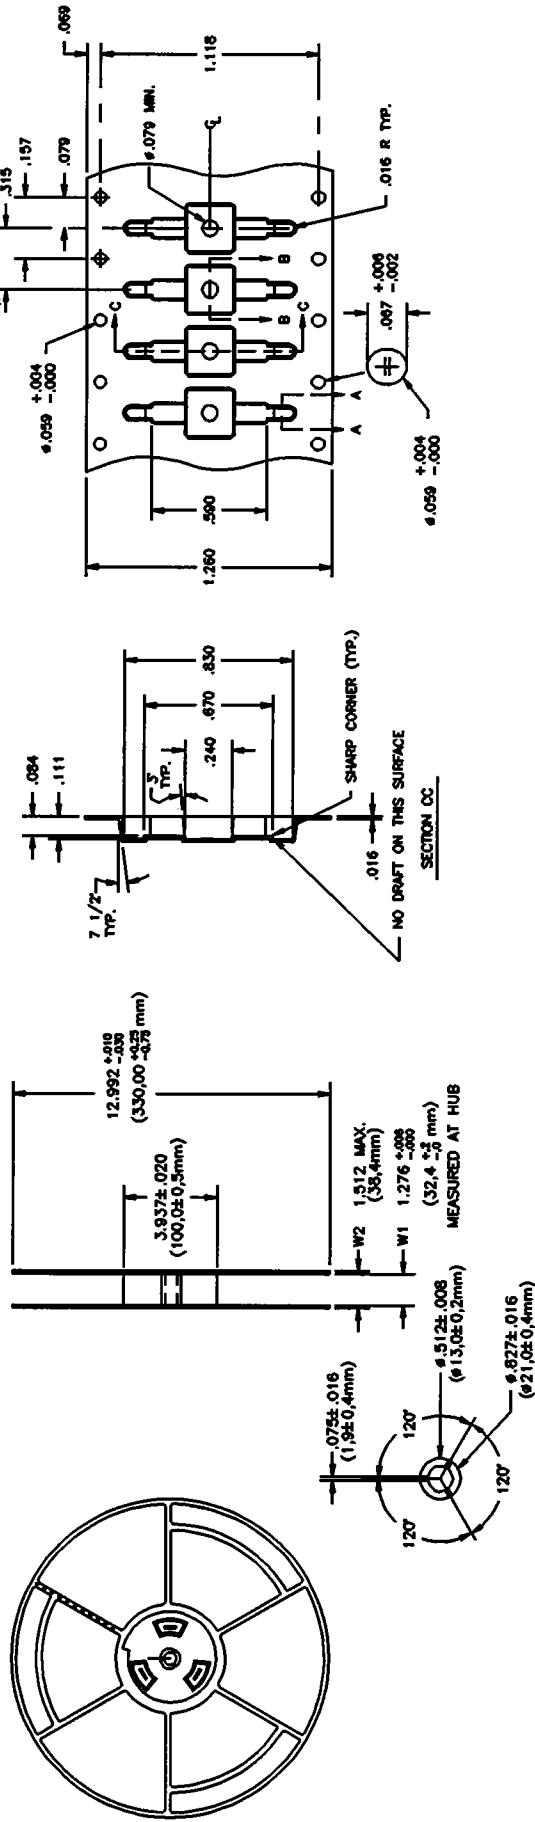 .315
.157
.079
.069
1.118
ø.079 MIN.
CL
.016 R TYP.
ø.059 +.004 -.000
C
C
B
B
A
A
.067 +.006 -.002
ø.059 +.004 -.000
.590
1.260
.084
.111
7 1/2° TYP.
3° TYP.
.240
.670
.830
SHARP CORNER (TYP.)
.016
NO DRAFT ON THIS SURFACE
SECTION CC
12.992 +.010 -.030
(330,00 +0.25 -0.75 mm)
3.937±.020
(100,0±0,5mm)
W2 1.512 MAX.
(38,4mm)
W1 1.276 +.008 -.000
(32,4 +.2 -.0 mm)
MEASURED AT HUB
.075±.016
(1,9±0,4mm)
120°
120°
120°
ø.512±.008
(ø13,0±0,2mm)
ø.827±.016
(ø21,0±0,4mm)